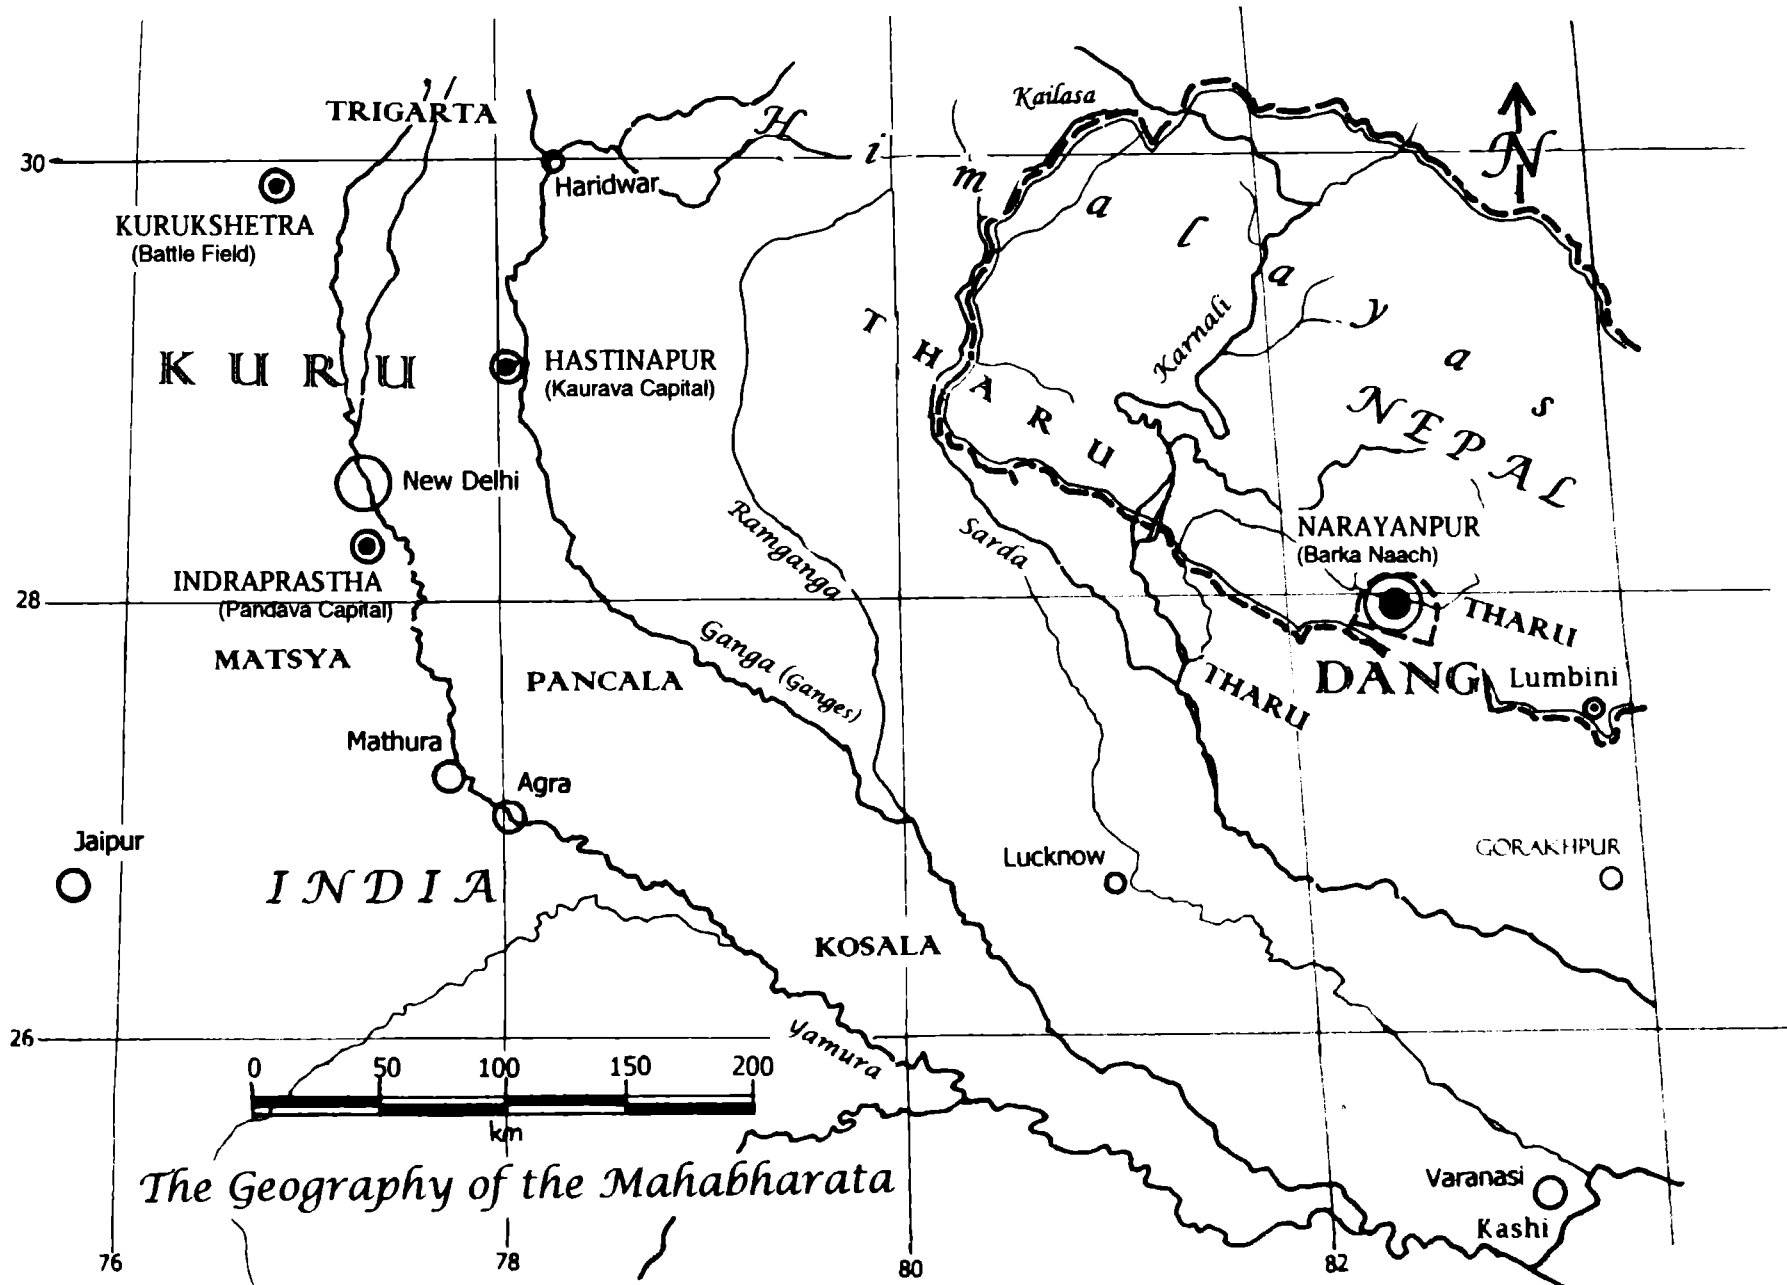 Kailasa
TRIGARTA
Himalayas
N
30
Haridwar
KURUKSHETRA
(Battle Field)
Karnali
THARU
KURU
HASTINAPUR
(Kaurava Capital)
NEPAL
New Delhi
Ramganga
Sarda
NARAYANPUR
(Barka Naach)
INDRAPRASTHA
(Pandava Capital)
28
THARU
Ganga (Ganges)
MATSYA
PANCALA
THARU
DANG
Lumbini
Mathura
Agra
Jaipur
Lucknow
GORAKHPUR
INDIA
KOSALA
26
Yamura
0 50 100 150 200
km
The Geography of the Mahabharata
Varanasi
Kashi
76 78 80 82